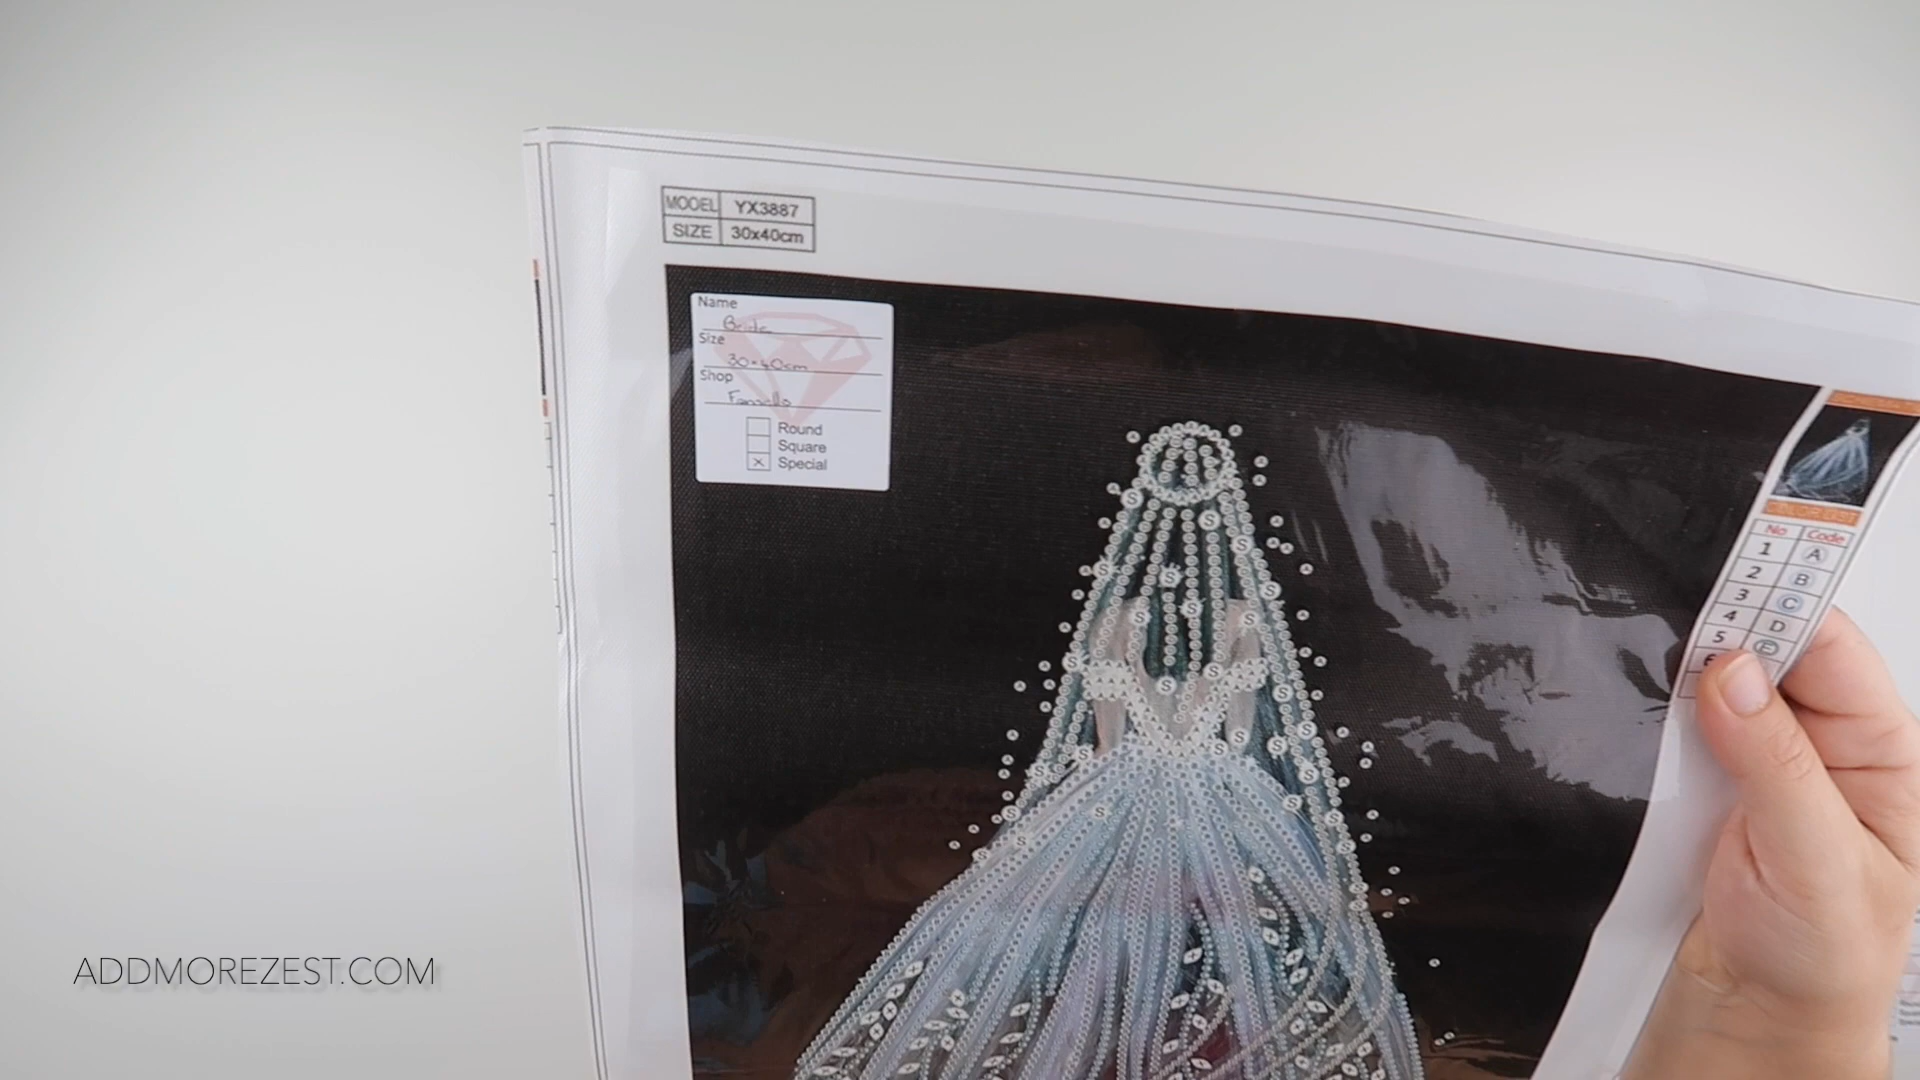 MODEL YX3887
SIZE 30x40cm
Name
Bride
Size
30×40cm
Shop
Round
Square
× Special
No Code
1 A
2 B
3 C
4 D
5 E
6
ADDMOREZEST.COM